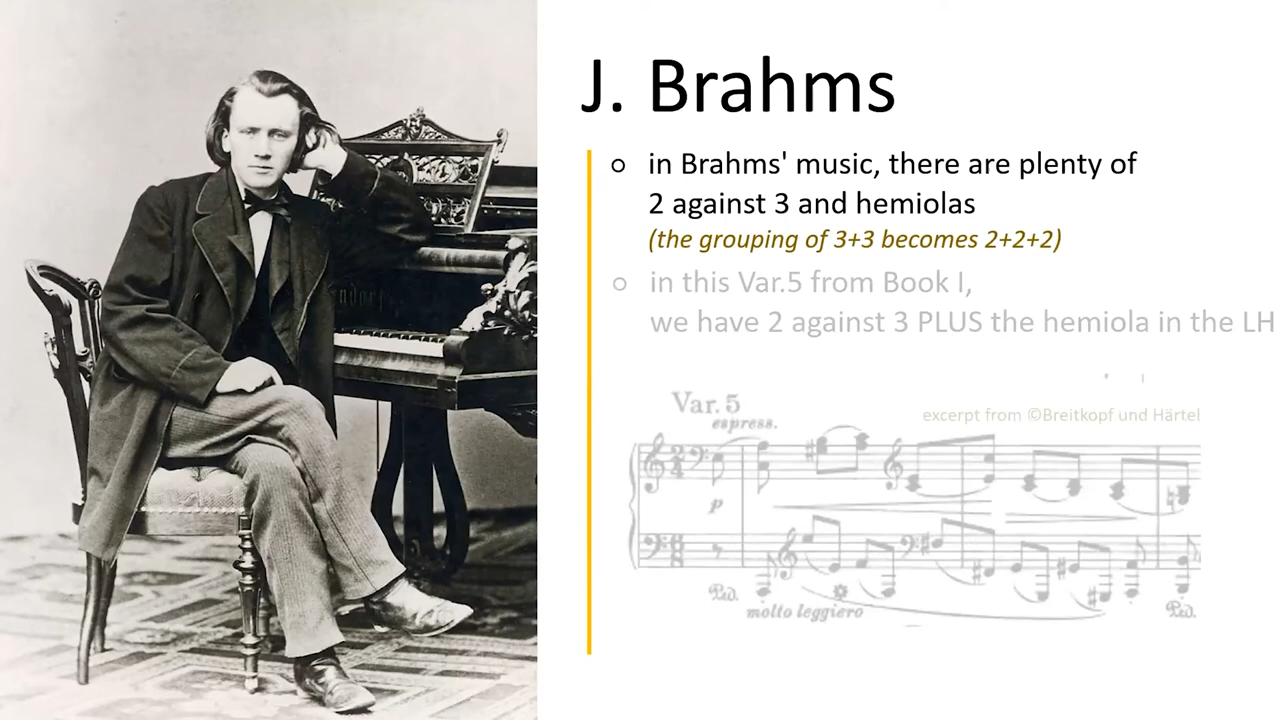 J. Brahms
in Brahms' music, there are plenty of
2 against 3 and hemiolas
(the grouping of 3+3 becomes 2+2+2)
in this Var.5 from Book I,
we have 2 against 3 PLUS the hemiola in the LH
Var. 5
excerpt from ©Breitkopf und Härtel
espress.
p
Ped.
molto leggiero
Ped.